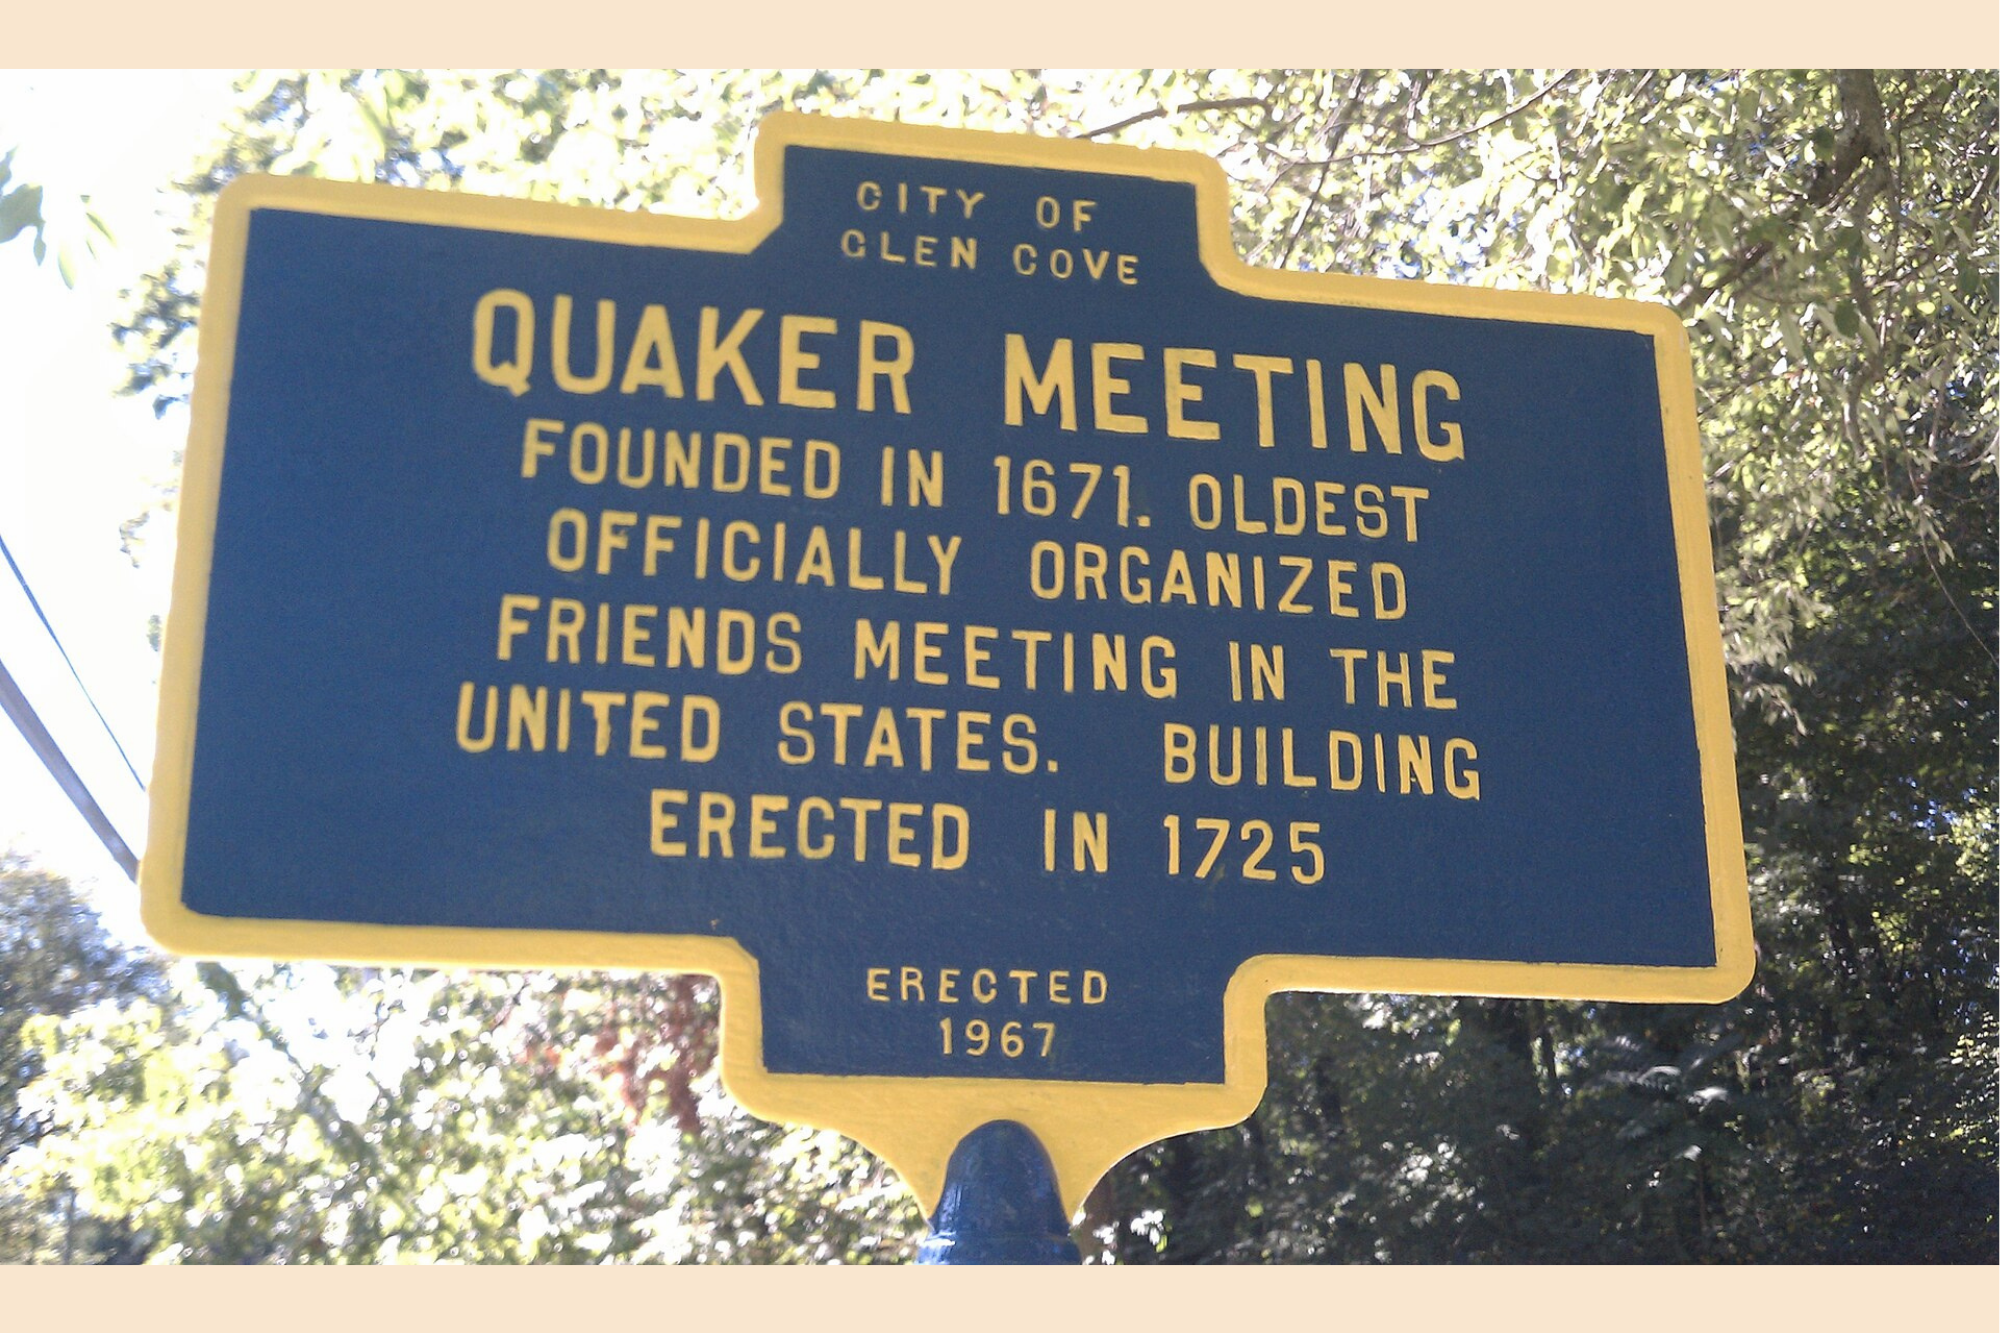 CITY OF
GLEN COVE
QUAKER MEETING
FOUNDED IN 1671. OLDEST
OFFICIALLY ORGANIZED
FRIENDS MEETING IN THE
UNITED STATES. BUILDING
ERECTED IN 1725
ERECTED
1967